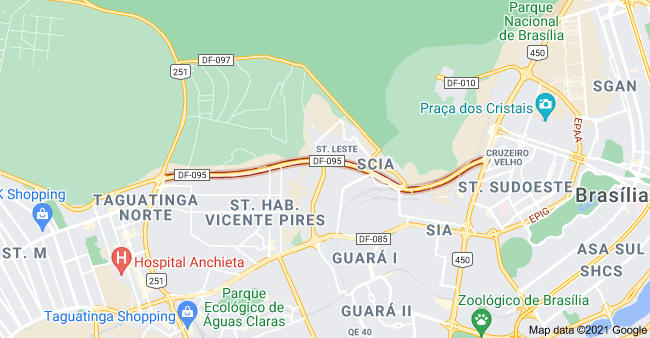 Parque
Nacional
de Brasília
450
DF-097
251
DF-010
SGAN
Praça dos Cristais
EPAA
ST. LESTE
CRUZEIRO
VELHO
DF-095
SCIA
DF-095
ST. SUDOESTE
K Shopping
TAGUATINGA
NORTE
ST. HAB.
VICENTE PIRES
Brasília
EPIG
SIA
ST. M
DF-085
ASA SUL
SHCS
Hospital Anchieta
GUARÁ I
450
251
Parque
Ecológico de
Águas Claras
Zoológico de Brasília
Taguatinga Shopping
GUARÁ II
QE 40
Map data ©2021 Google